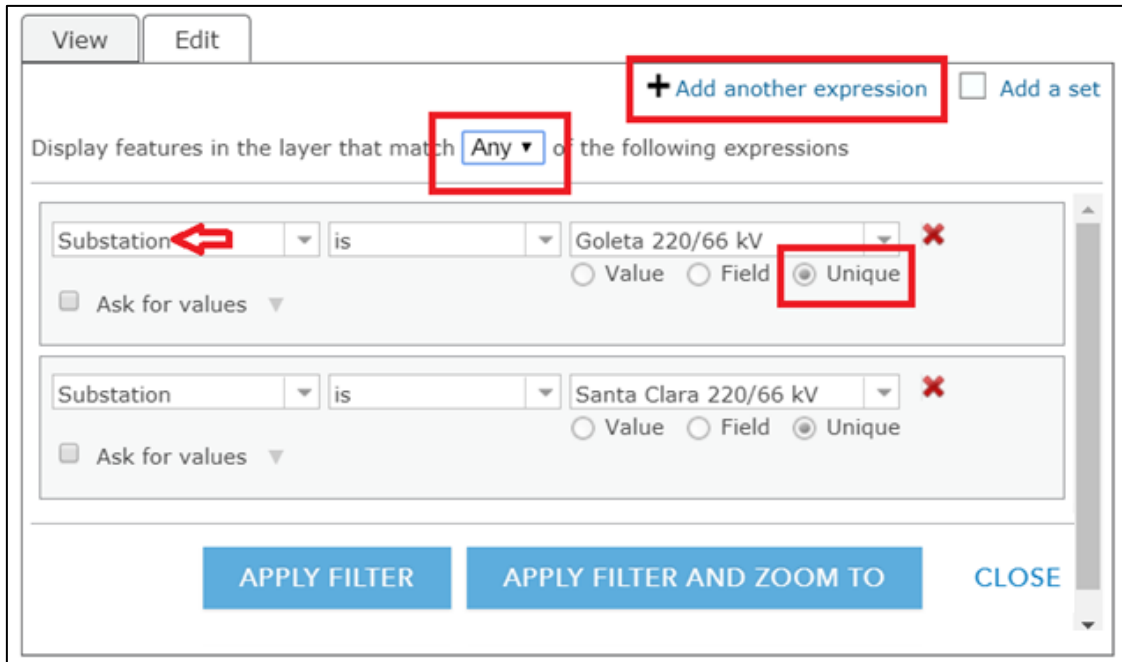 View Edit
+ Add another expression Add a set
Display features in the layer that match Any of the following expressions
Substation is Goleta 220/66 kV
Value Field Unique
Ask for values
Substation is Santa Clara 220/66 kV
Value Field Unique
Ask for values
APPLY FILTER APPLY FILTER AND ZOOM TO CLOSE